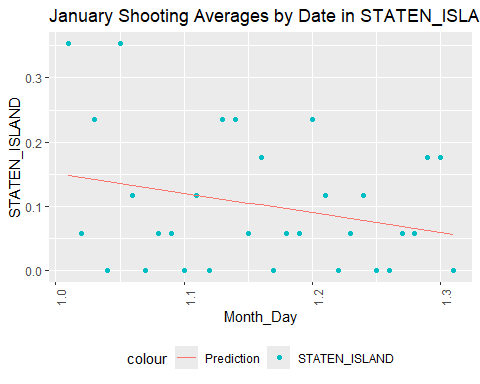 January Shooting Averages by Date in STATEN_ISLA
STATEN_ISLAND
0.3
0.2
0.1
0.0
1.0
1.1
1.2
1.3
Month_Day
colour
Prediction
STATEN_ISLAND